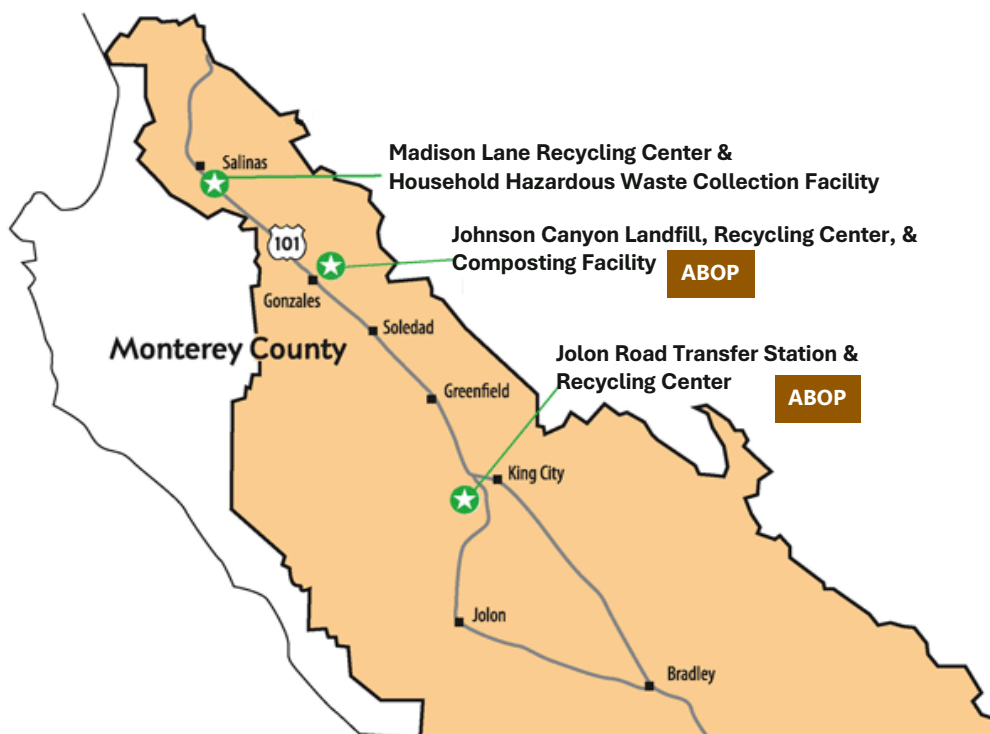 Madison Lane Recycling Center &
Household Hazardous Waste Collection Facility
Salinas
Johnson Canyon Landfill, Recycling Center, &
Composting Facility
ABOP
101
Gonzales
Soledad
Monterey County
Jolon Road Transfer Station &
Recycling Center
ABOP
Greenfield
King City
Jolon
Bradley